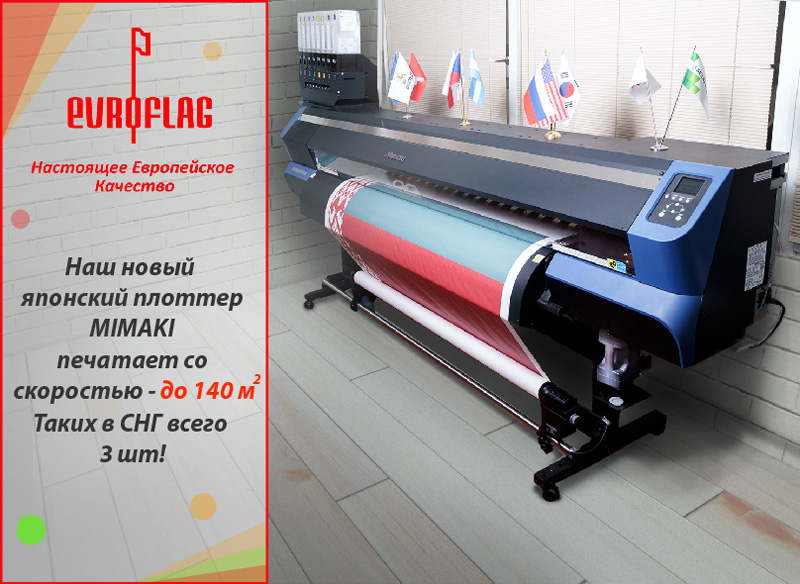 EVROFLAG
Настоящее Европейское
Качество
Наш новый
японский плоттер
MIMAKI
печатает со
скоростью - до 140 м²
Таких в СНГ всего
3 шт!
MIMAKI